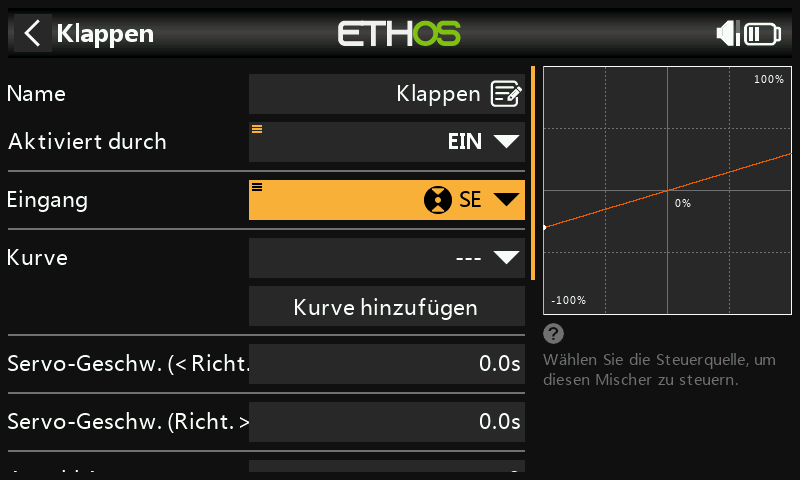 Klappen
ETHOS
Name
Klappen
Aktiviert durch
EIN
Eingang
SE
Kurve
---
Kurve hinzufügen
Servo-Geschw. (< Richt.
0.0s
Servo-Geschw. (Richt. >
0.0s
100%
0%
-100%
?
Wählen Sie die Steuerquelle, um
diesen Mischer zu steuern.